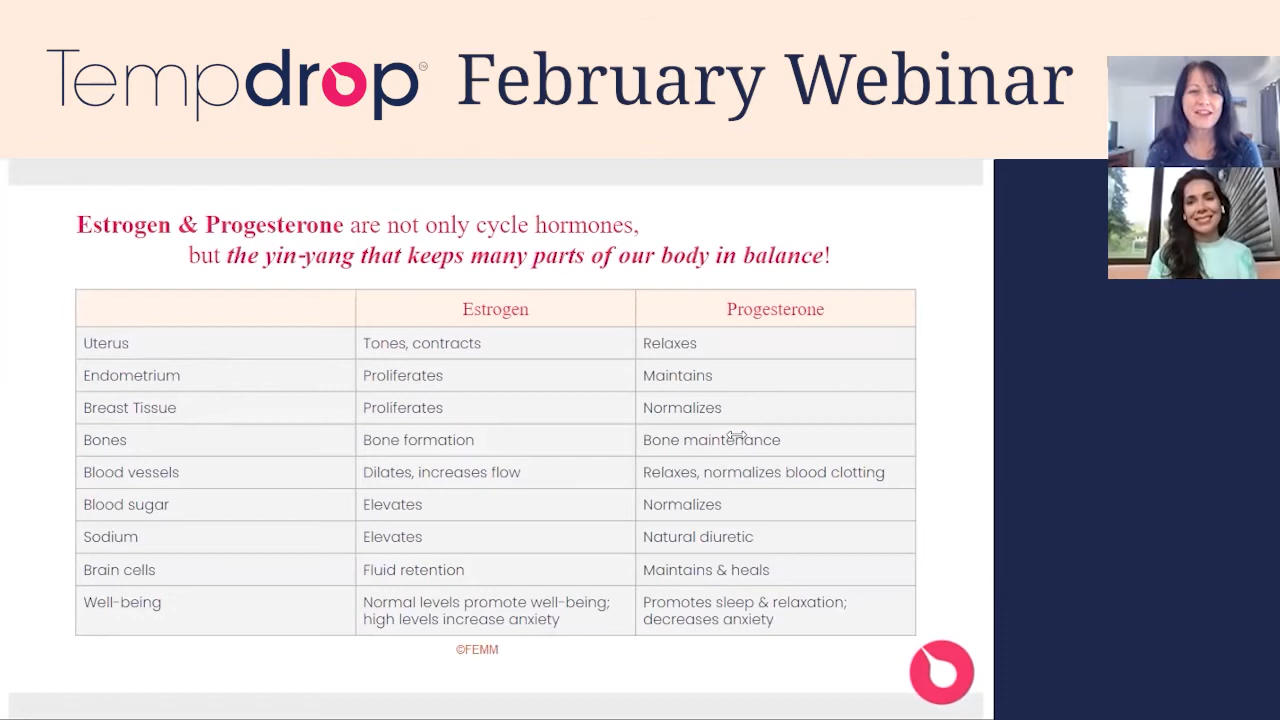 Tempdrop™ February Webinar
Estrogen & Progesterone are not only cycle hormones,
but the yin-yang that keeps many parts of our body in balance!
Estrogen Progesterone
Uterus Tones, contracts Relaxes
Endometrium Proliferates Maintains
Breast Tissue Proliferates Normalizes
Bones Bone formation Bone maintenance
Blood vessels Dilates, increases flow Relaxes, normalizes blood clotting
Blood sugar Elevates Normalizes
Sodium Elevates Natural diuretic
Brain cells Fluid retention Maintains & heals
Well-being Normal levels promote well-being; Promotes sleep & relaxation;
high levels increase anxiety decreases anxiety
©FEMM